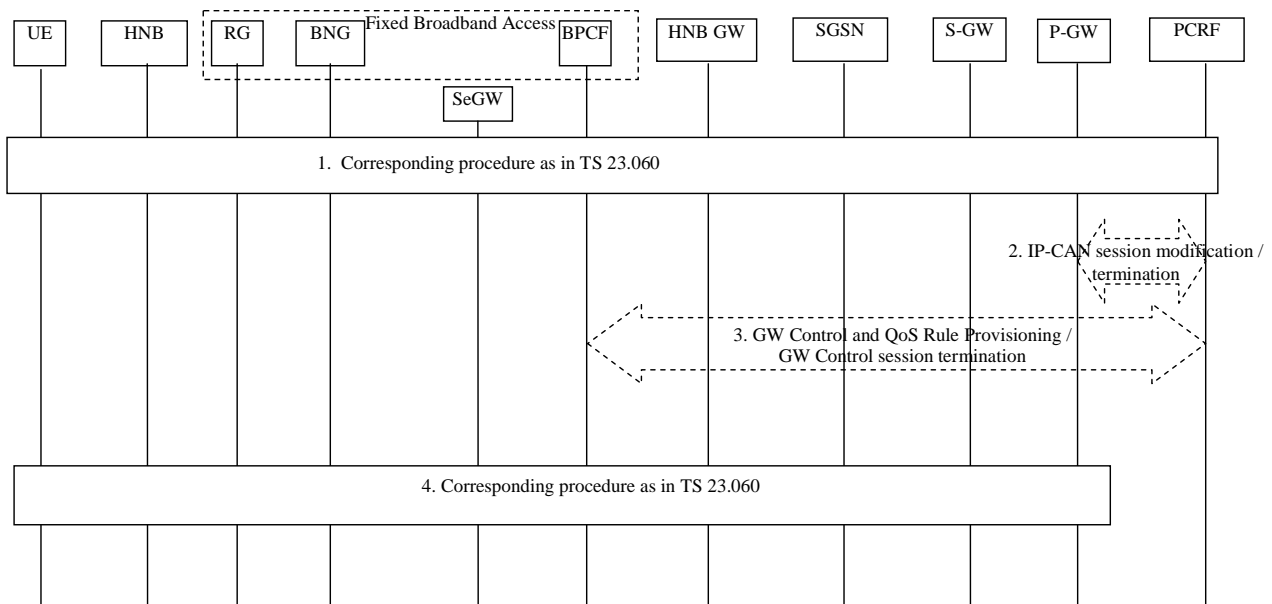 Fixed Broadband Access
UE
HNB
RG
BNG
BPCF
HNB GW
SGSN
S-GW
P-GW
PCRF
SeGW
1. Corresponding procedure as in TS 23.060
2. IP-CAN session modification /
termination
3. GW Control and QoS Rule Provisioning /
GW Control session termination
4. Corresponding procedure as in TS 23.060